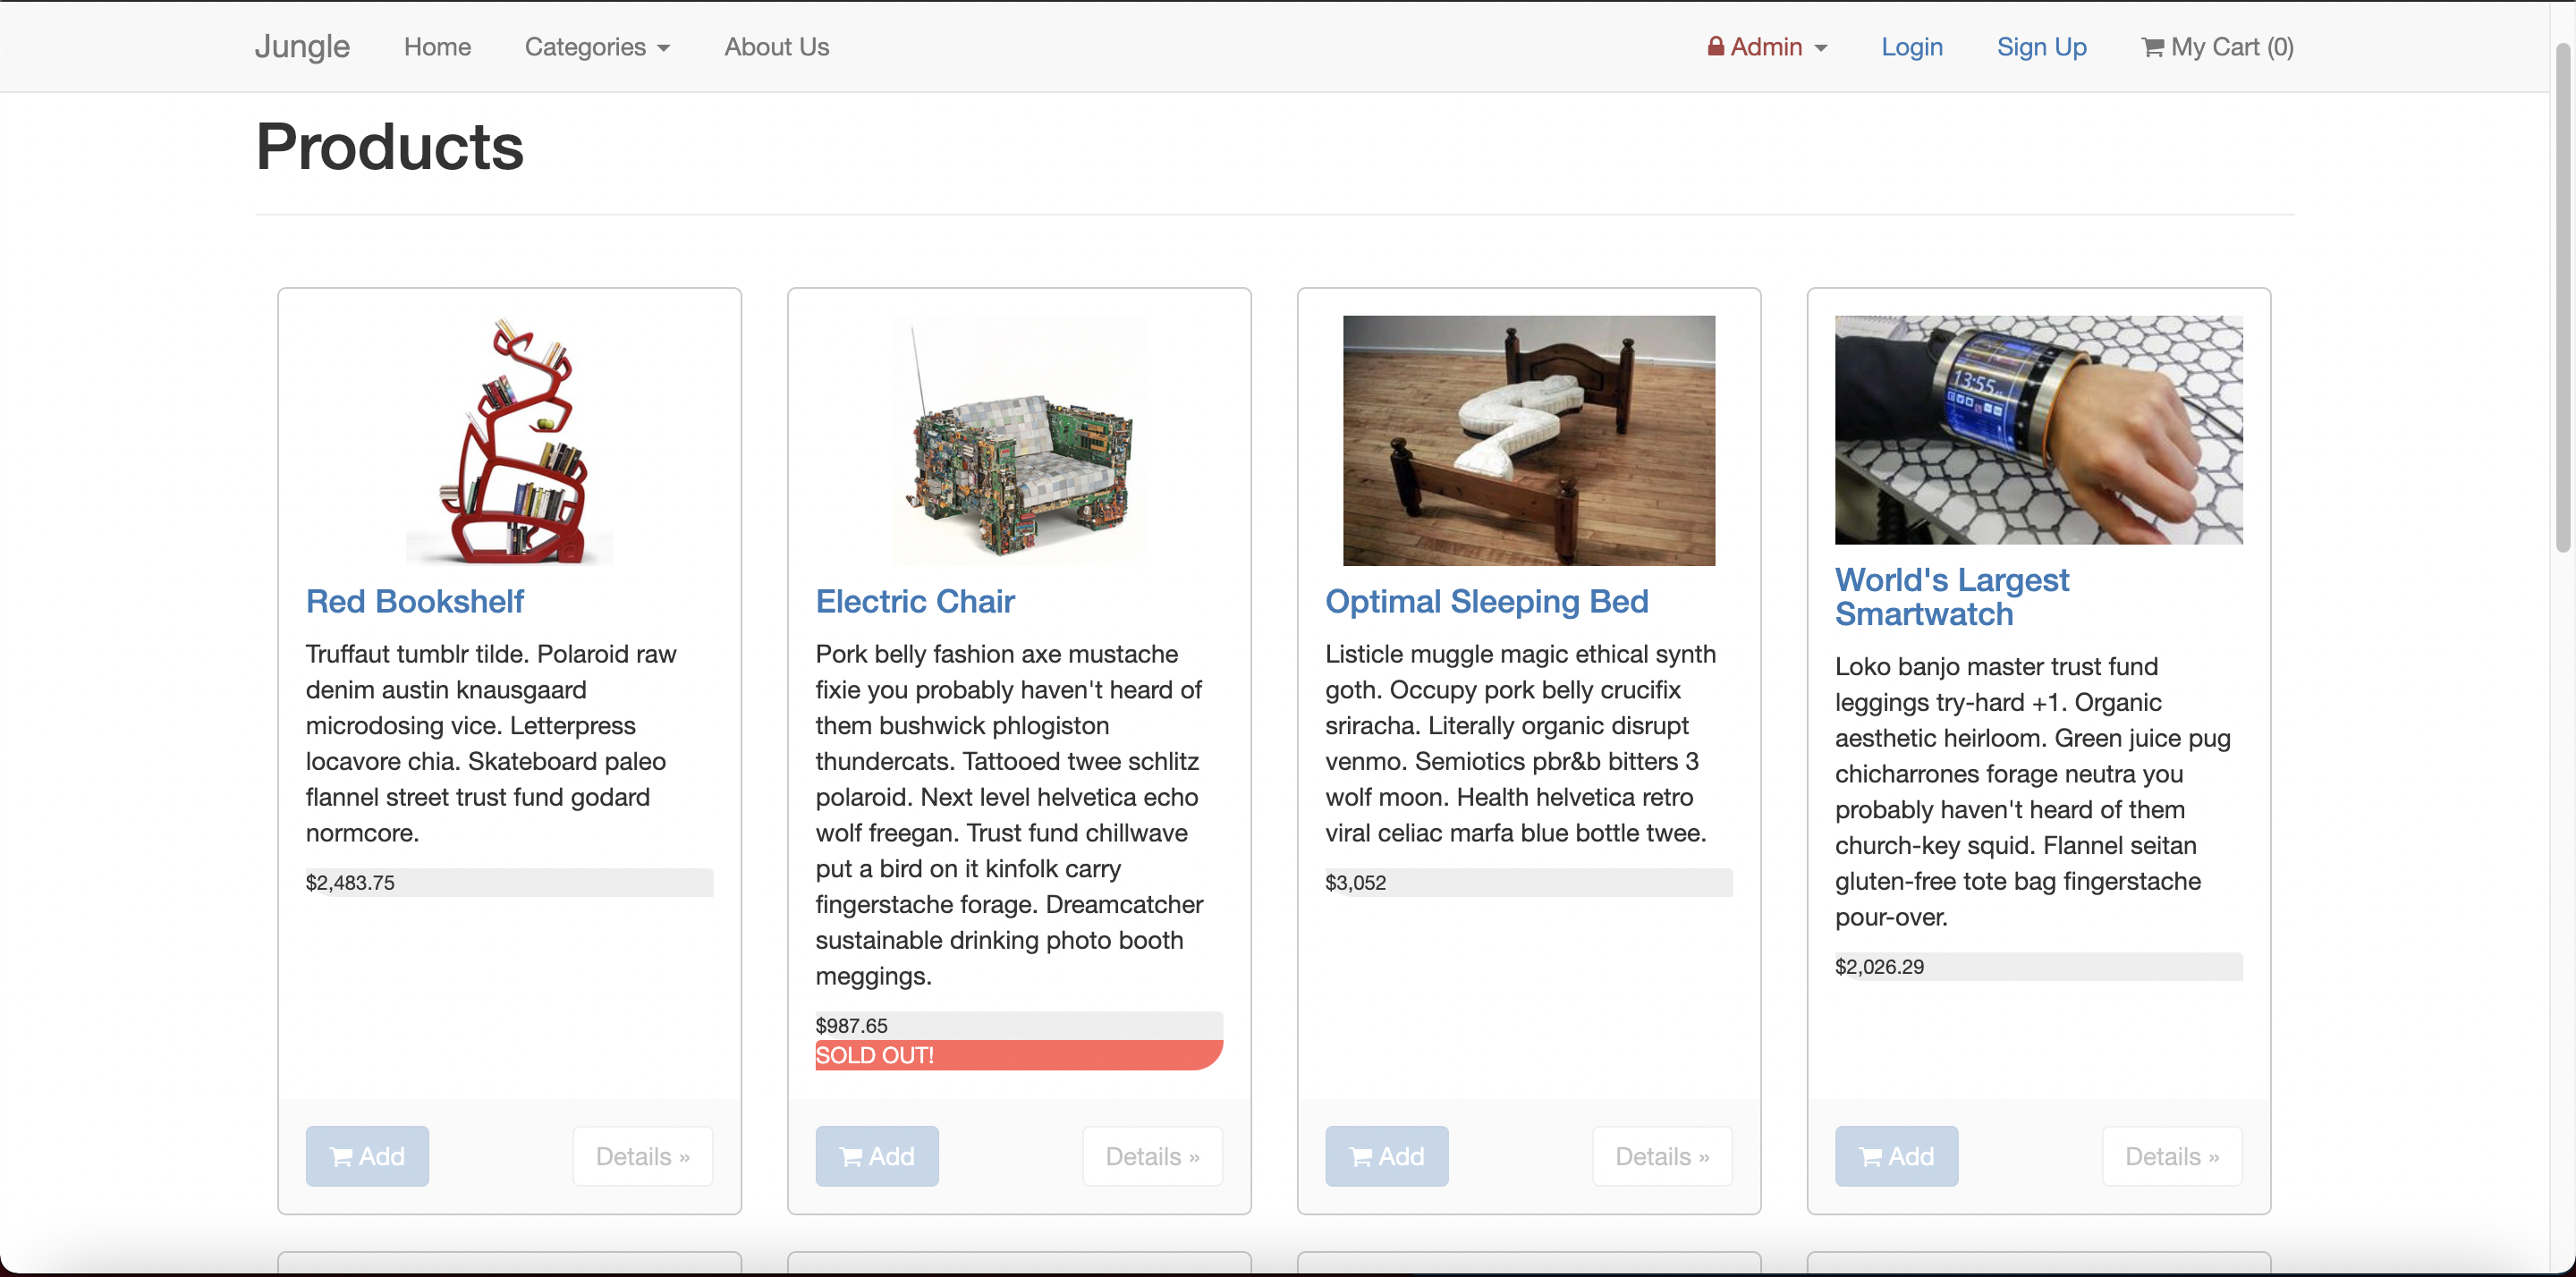 Jungle Home Categories About Us Admin Login Sign Up My Cart (0)
Products
13:55
Red Bookshelf
Truffaut tumblr tilde. Polaroid raw
denim austin knausgaard
microdosing vice. Letterpress
locavore chia. Skateboard paleo
flannel street trust fund godard
normcore.
$2,483.75
Add Details »
Electric Chair
Pork belly fashion axe mustache
fixie you probably haven't heard of
them bushwick phlogiston
thundercats. Tattooed twee schlitz
polaroid. Next level helvetica echo
wolf freegan. Trust fund chillwave
put a bird on it kinfolk carry
fingerstache forage. Dreamcatcher
sustainable drinking photo booth
meggings.
$987.65
SOLD OUT!
Add Details »
Optimal Sleeping Bed
Listicle muggle magic ethical synth
goth. Occupy pork belly crucifix
sriracha. Literally organic disrupt
venmo. Semiotics pbr&b bitters 3
wolf moon. Health helvetica retro
viral celiac marfa blue bottle twee.
$3,052
Add Details »
World's Largest
Smartwatch
Loko banjo master trust fund
leggings try-hard +1. Organic
aesthetic heirloom. Green juice pug
chicharrones forage neutra you
probably haven't heard of them
church-key squid. Flannel seitan
gluten-free tote bag fingerstache
pour-over.
$2,026.29
Add Details »